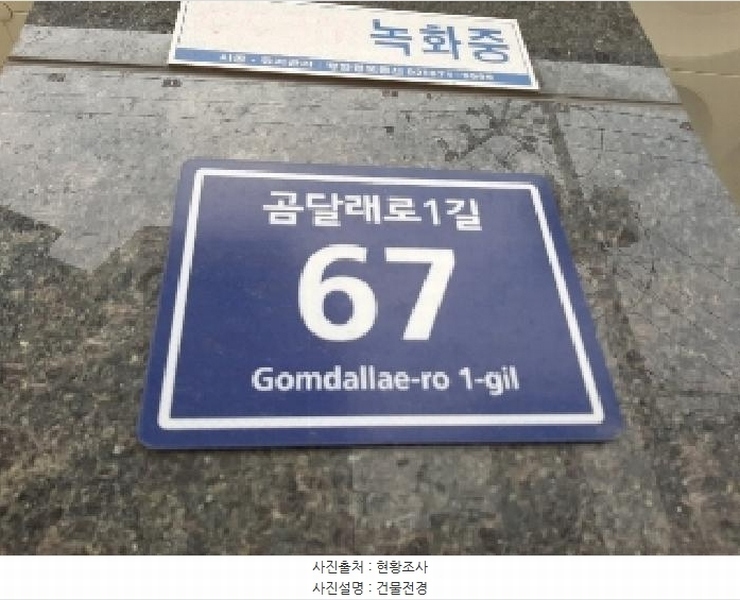 녹화중
곰달래로1길
67
Gomdallae-ro 1-gil
사진출처 : 현황조사
사진설명 : 건물전경